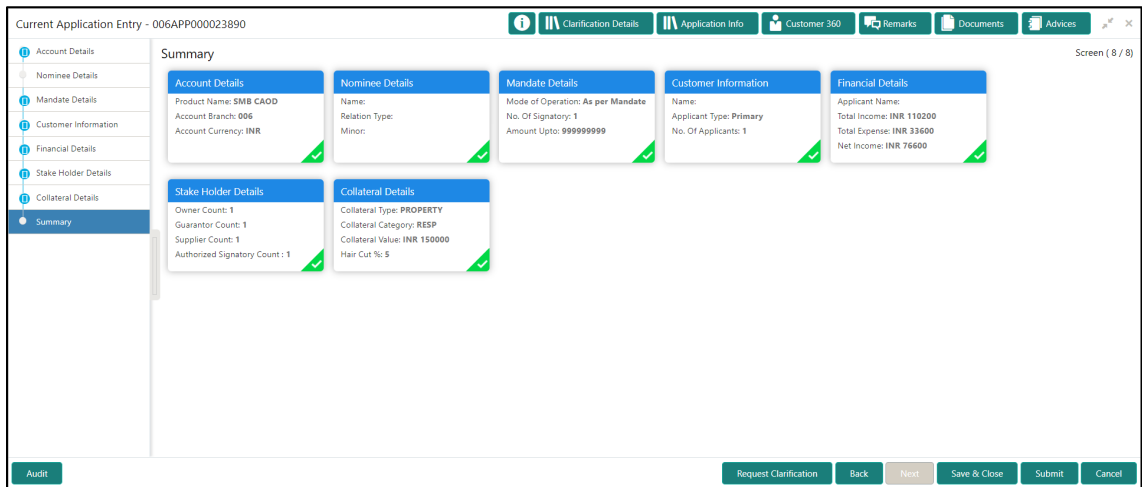 Current Application Entry - 006APP000023890
Clarification Details
Application Info
Customer 360
Remarks
Documents
Advices
Account Details
Nominee Details
Mandate Details
Customer Information
Financial Details
Stake Holder Details
Collateral Details
Summary
Summary
Screen ( 8 / 8)
Account Details
Product Name: SMB CAOD
Account Branch: 006
Account Currency: INR
Nominee Details
Name:
Relation Type:
Minor:
Mandate Details
Mode of Operation: As per Mandate
No. Of Signatory: 1
Amount Upto: 999999999
Customer Information
Name:
Applicant Type: Primary
No. Of Applicants: 1
Financial Details
Applicant Name:
Total Income: INR 110200
Total Expense: INR 33600
Net Income: INR 76600
Stake Holder Details
Owner Count: 1
Guarantor Count: 1
Supplier Count: 1
Authorized Signatory Count : 1
Collateral Details
Collateral Type: PROPERTY
Collateral Category: RESP
Collateral Value: INR 150000
Hair Cut %: 5
Audit
Request Clarification
Back
Next
Save & Close
Submit
Cancel